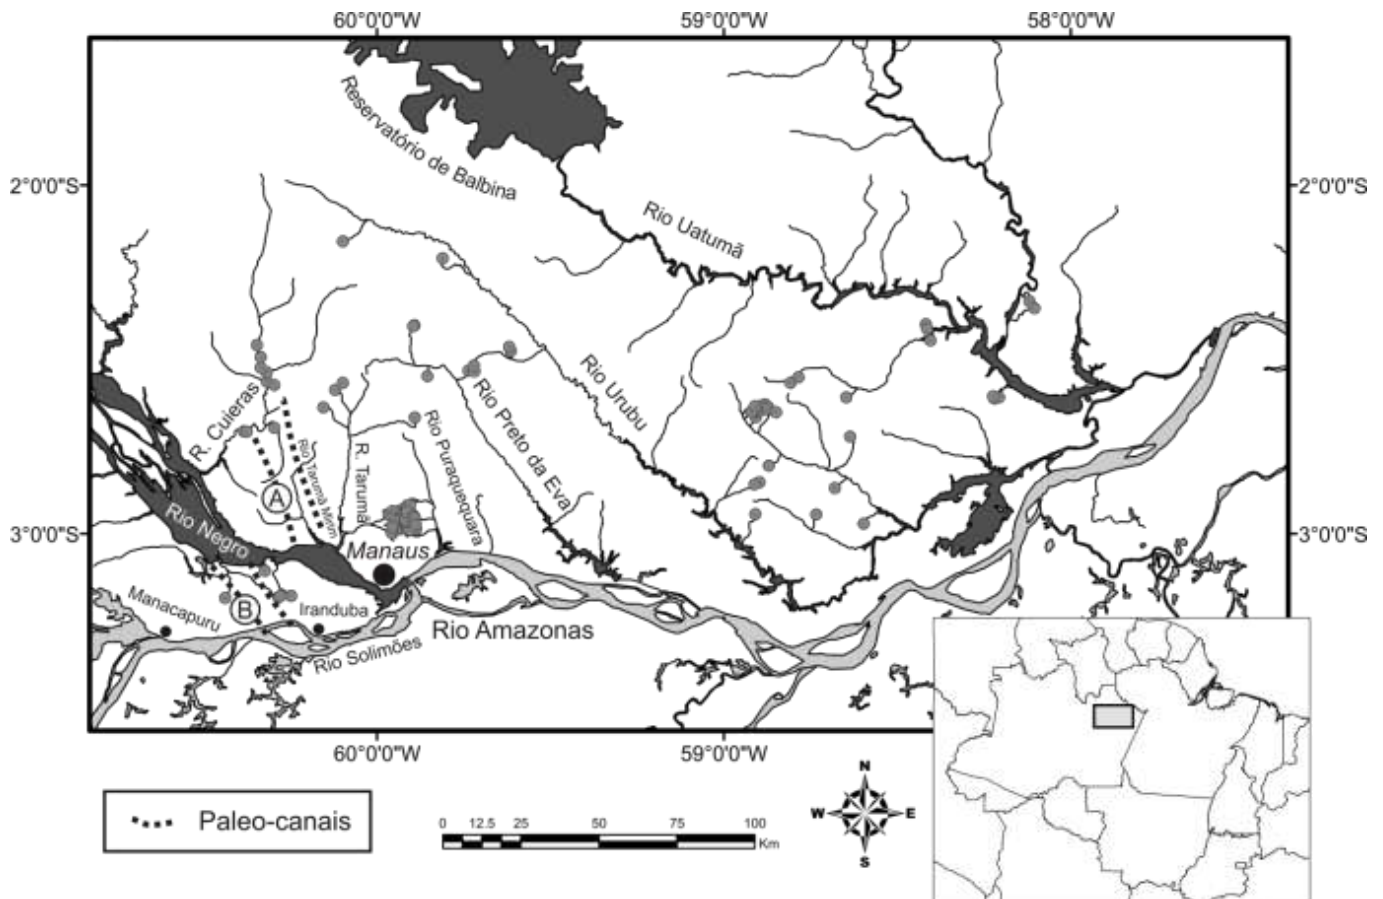 60°0'0"W
59°0'0"W
58°0'0"W
Reservatório de Balbina
2°0'0"S
2°0'0"S
Rio Uatumã
R. Cuieras
Rio Urubu
Rio Preto da Eva
Rio Puraquequara
R. Tarumã
Rio Tarumã Mirim
A
Rio Negro
3°0'0"S
3°0'0"S
Manaus
Manacapuru
B
Iranduba
Rio Amazonas
Rio Solimões
60°0'0"W
59°0'0"W
Paleo-canais
0 12.5 25 50 75 100
Km
N
W E
S